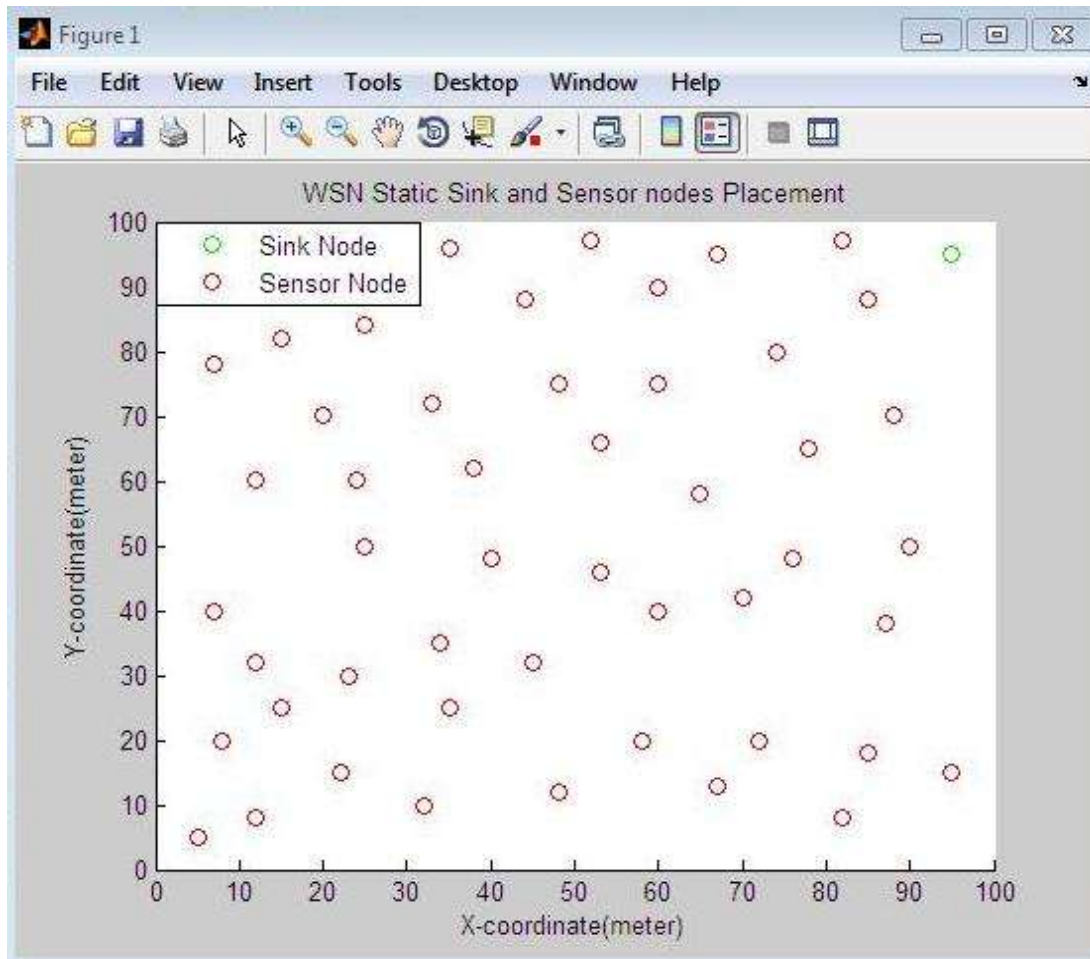 Figure 1
File Edit View Insert Tools Desktop Window Help
WSN Static Sink and Sensor nodes Placement
Sink Node
Sensor Node
100
90
80
70
60
50
40
30
20
10
0
Y-coordinate(meter)
0 10 20 30 40 50 60 70 80 90 100
X-coordinate(meter)